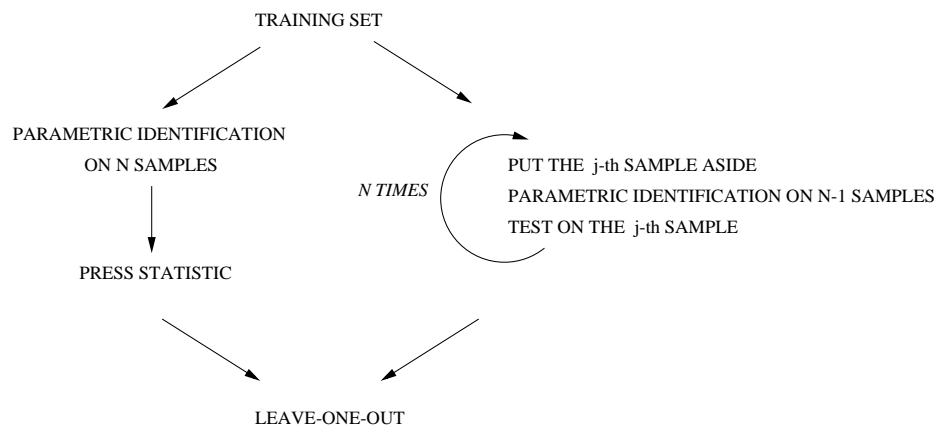 TRAINING SET
PARAMETRIC IDENTIFICATION
ON N SAMPLES
PRESS STATISTIC
N TIMES
PUT THE j-th SAMPLE ASIDE
PARAMETRIC IDENTIFICATION ON N-1 SAMPLES
TEST ON THE j-th SAMPLE
LEAVE-ONE-OUT